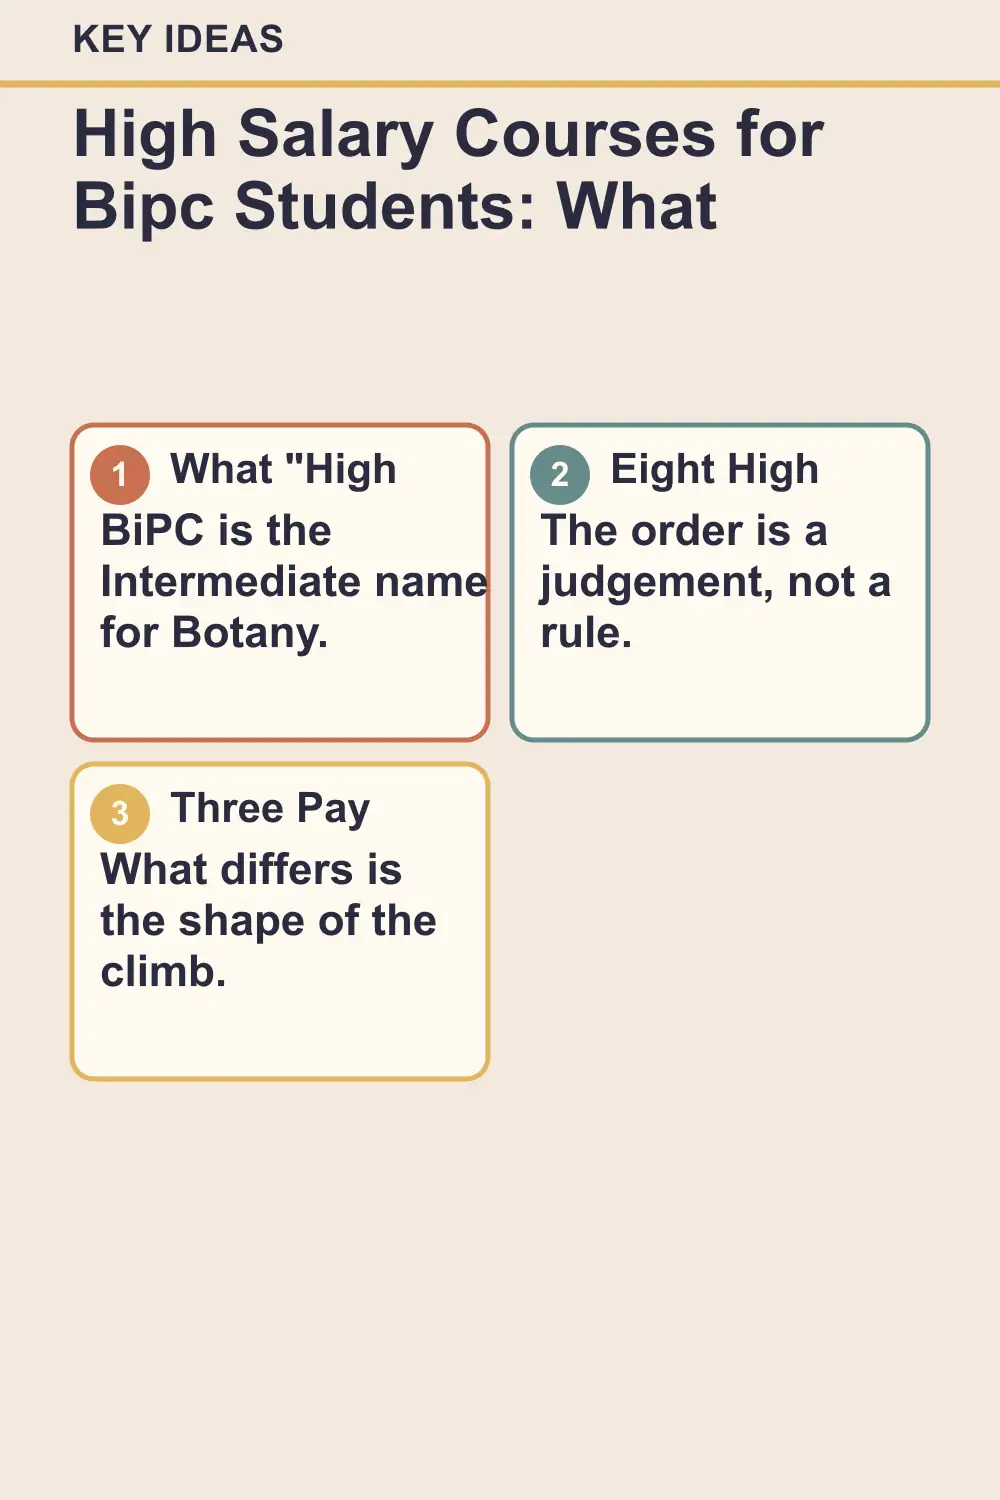 KEY IDEAS
High Salary Courses for
Bipc Students: What
1 What "High
BiPC is the
Intermediate name
for Botany.
2 Eight High
The order is a
judgement, not a
rule.
3 Three Pay
What differs is
the shape of the
climb.